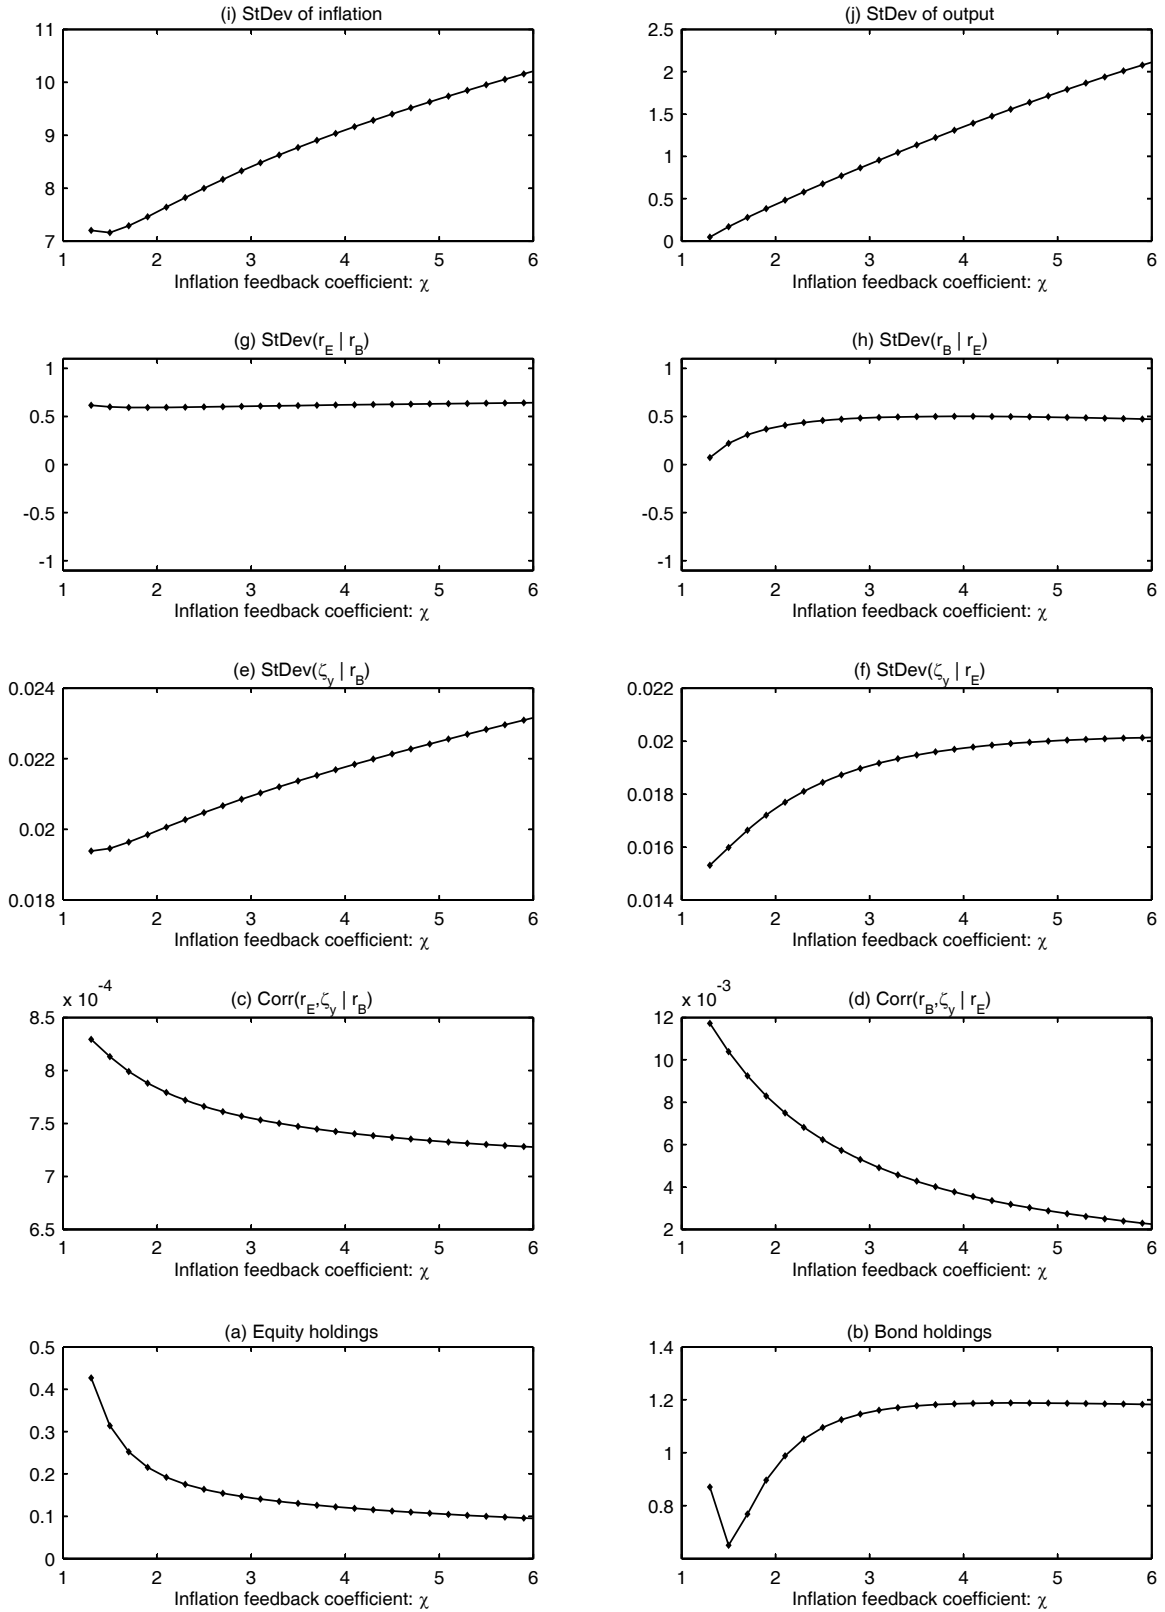 (i) StDev of inflation
11
10
9
8
7
1 2 3 4 5 6
Inflation feedback coefficient: χ
(j) StDev of output
2.5
2
1.5
1
0.5
0
1 2 3 4 5 6
Inflation feedback coefficient: χ
(g) StDev(r_E | r_B)
1
0.5
0
-0.5
-1
1 2 3 4 5 6
Inflation feedback coefficient: χ
(h) StDev(r_B | r_E)
1
0.5
0
-0.5
-1
1 2 3 4 5 6
Inflation feedback coefficient: χ
(e) StDev(ζ_y | r_B)
0.024
0.022
0.02
0.018
1 2 3 4 5 6
Inflation feedback coefficient: χ
(f) StDev(ζ_y | r_E)
0.022
0.02
0.018
0.016
0.014
1 2 3 4 5 6
Inflation feedback coefficient: χ
x 10^-4
(c) Corr(r_E,ζ_y | r_B)
8.5
8
7.5
7
6.5
1 2 3 4 5 6
Inflation feedback coefficient: χ
x 10^-3
(d) Corr(r_B,ζ_y | r_E)
12
10
8
6
4
2
1 2 3 4 5 6
Inflation feedback coefficient: χ
(a) Equity holdings
0.5
0.4
0.3
0.2
0.1
0
1 2 3 4 5 6
Inflation feedback coefficient: χ
(b) Bond holdings
1.4
1.2
1
0.8
1 2 3 4 5 6
Inflation feedback coefficient: χ